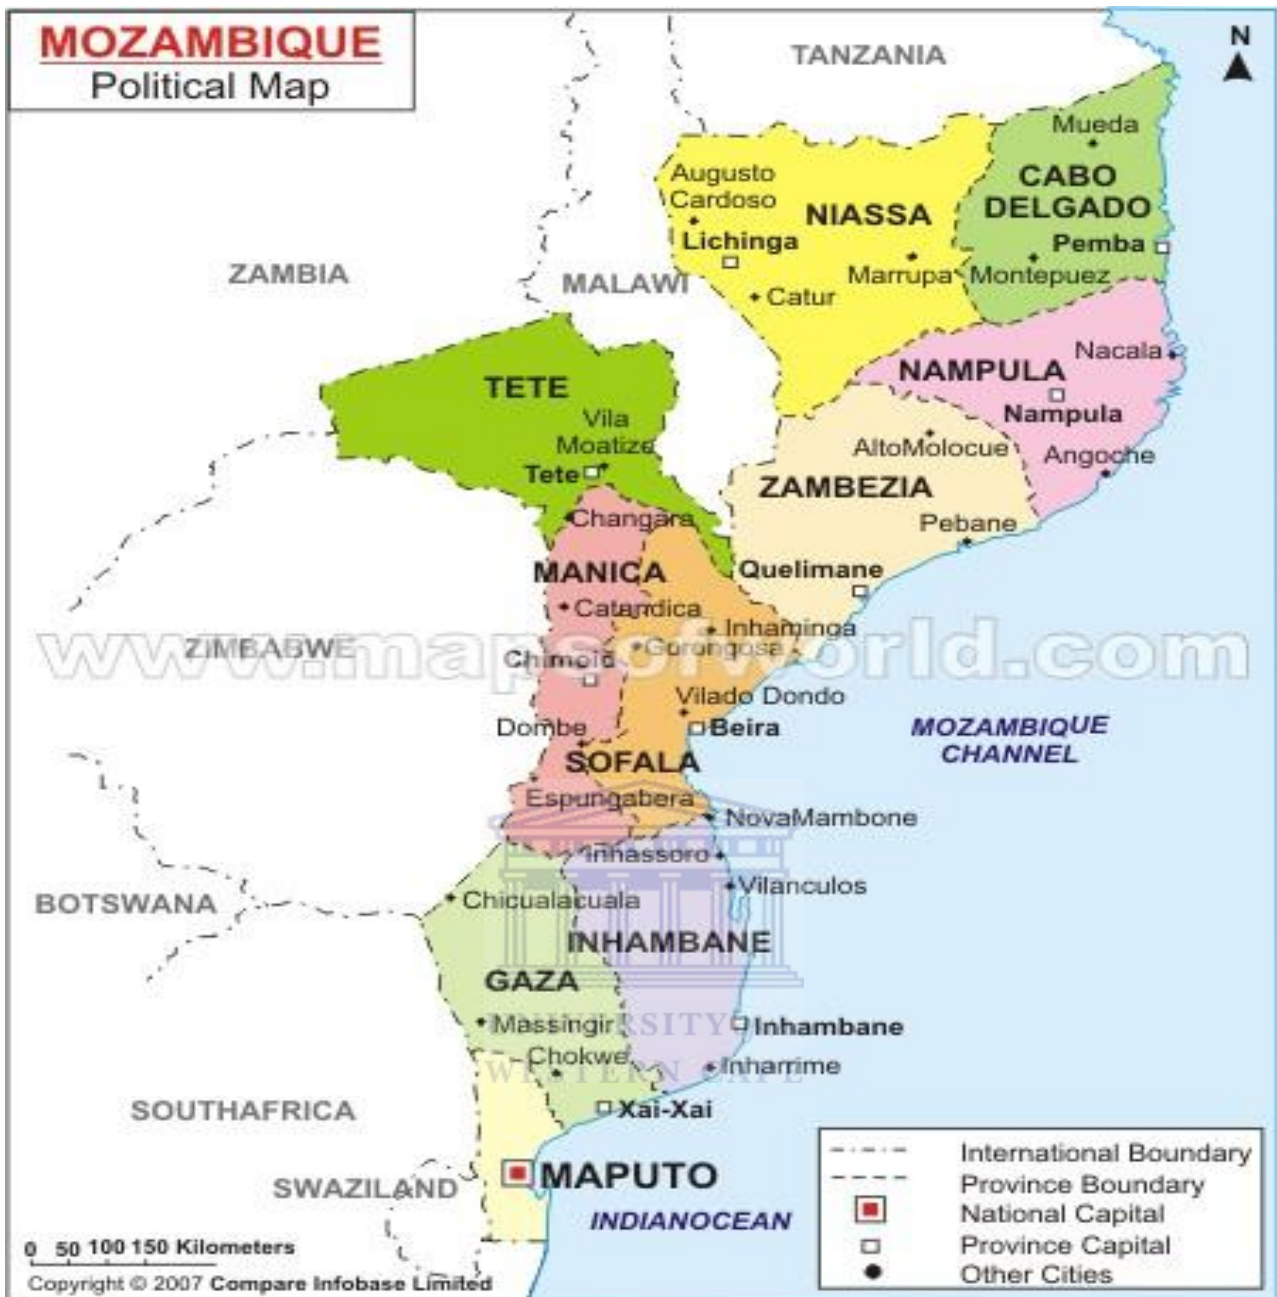 MOZAMBIQUE
Political Map
N
TANZANIA
Mueda
Augusto
Cardoso
CABO
DELGADO
NIASSA
Lichinga
Pemba
ZAMBIA
MALAWI
Marrupa
Montepuez
Catur
Nacala
NAMPULA
TETE
Nampula
Vila
Moatize
AltoMolocue
Angoche
Tete
ZAMBEZIA
Changara
Pebane
MANICA
Quelimane
Catandica
Inhaminga
www.mapsofworld.com
ZIMBABWE
Gorongosa
Chimoio
Vilado Dondo
Dombe
Beira
MOZAMBIQUE
CHANNEL
SOFALA
Espungabera
NovaMambone
Inhassoro
Vilanculos
Chicualacuala
BOTSWANA
INHAMBANE
GAZA
Massingir
UNIVERSITY
Inhambane
Chokwe
Inharrime
WESTERN CAPE
SOUTHAFRICA
Xai-Xai
MAPUTO
SWAZILAND
INDIANOCEAN
International Boundary
Province Boundary
National Capital
Province Capital
Other Cities
0 50 100 150 Kilometers
Copyright © 2007 Compare Infobase Limited